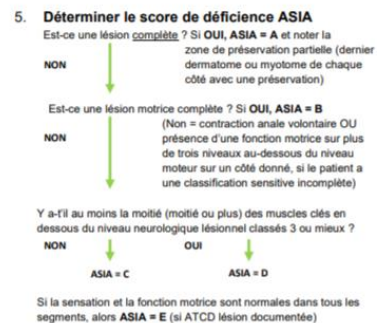 5. Déterminer le score de déficience ASIA
Est-ce une lésion complète ? Si OUI, ASIA = A et noter la
zone de préservation partielle (dernier
NON dermatome ou myotome de chaque
côté avec une préservation)
Est-ce une lésion motrice complète ? Si OUI, ASIA = B
(Non = contraction anale volontaire OU
NON présence d'une fonction motrice sur plus
de trois niveaux au-dessous du niveau
moteur sur un côté donné, si le patient a
une classification sensitive incomplète)
Y a-t'il au moins la moitié (moitié ou plus) des muscles clés en
dessous du niveau neurologique lésionnel classés 3 ou mieux ?
NON OUI
ASIA = C ASIA = D
Si la sensation et la fonction motrice sont normales dans tous les
segments, alors ASIA = E (si ATCD lésion documentée)